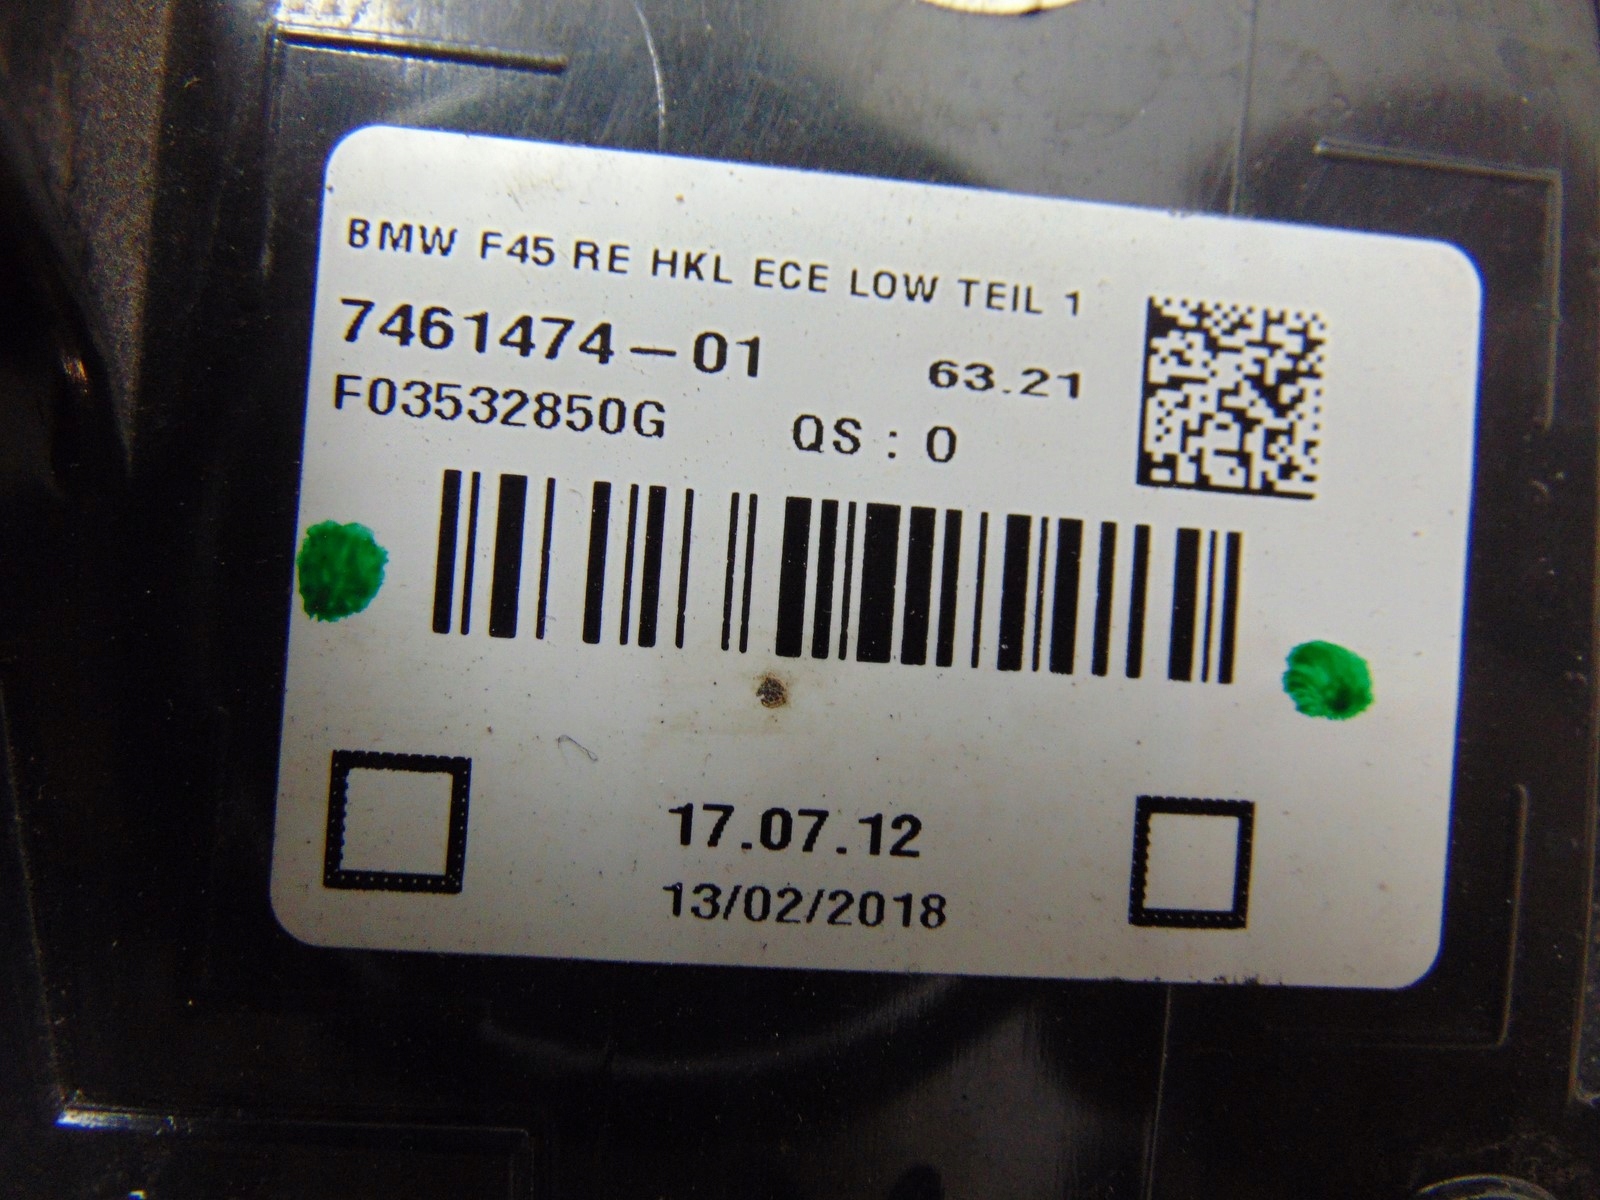 BMW F45 RE HKL ECE LOW TEIL 1
7461474-01 63.21
F03532850G QS : 0
17.07.12
13/02/2018